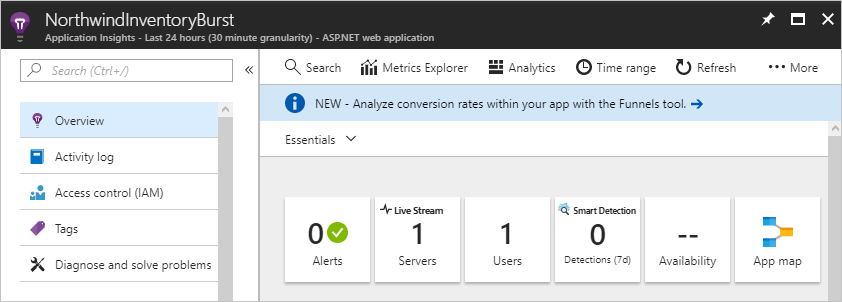 NorthwindInventoryBurst
Application Insights - Last 24 hours (30 minute granularity) - ASP.NET web application
Search (Ctrl+/)
«
Overview
Activity log
Access control (IAM)
Tags
Diagnose and solve problems
Search
Metrics Explorer
Analytics
Time range
Refresh
··· More
NEW - Analyze conversion rates within your app with the Funnels tool. →
Essentials
0
Alerts
Live Stream
1
Servers
1
Users
Smart Detection
0
Detections (7d)
--
Availability
App map